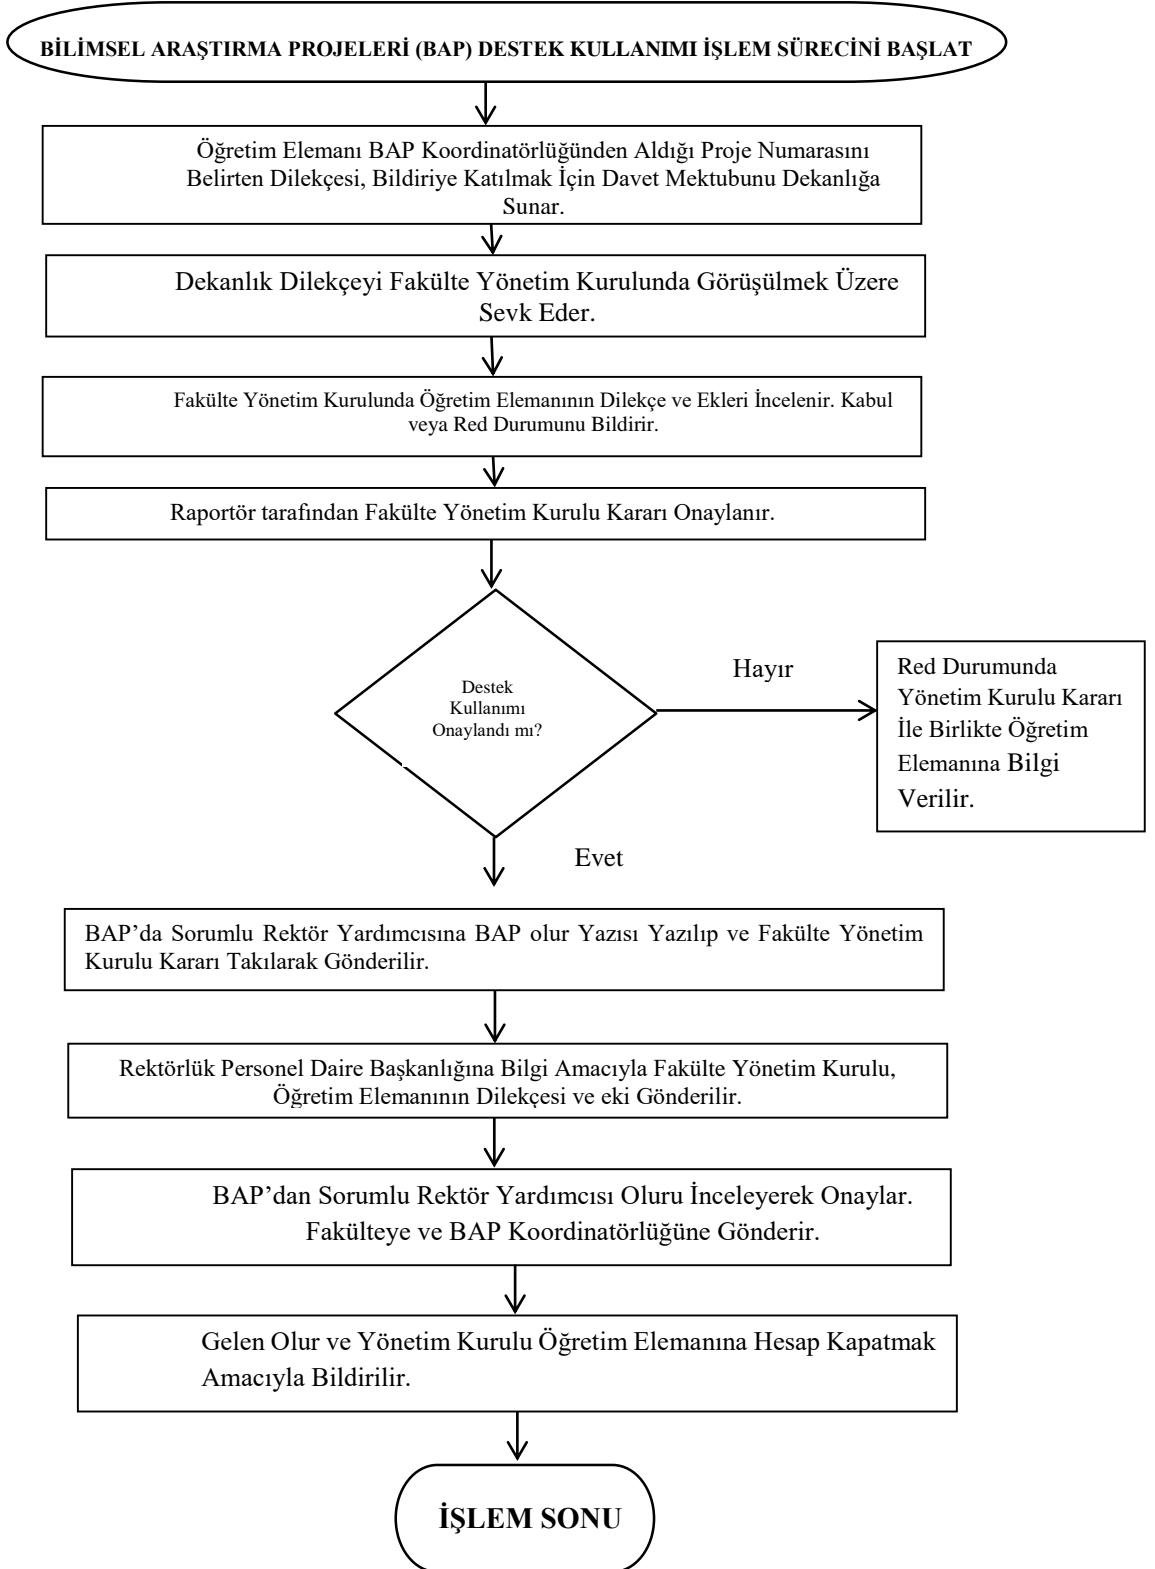 BİLİMSEL ARAŞTIRMA PROJELERİ (BAP) DESTEK KULLANIMI İŞLEM SÜRECİNİ BAŞLAT
Öğretim Elemanı BAP Koordinatörlüğünden Aldığı Proje Numarasını
Belirten Dilekçesi, Bildiriye Katılmak İçin Davet Mektubunu Dekanlığa
Sunar.
Dekanlık Dilekçeyi Fakülte Yönetim Kurulunda Görüşülmek Üzere
Sevk Eder.
Fakülte Yönetim Kurulunda Öğretim Elemanının Dilekçe ve Ekleri İncelenir. Kabul
veya Red Durumunu Bildirir.
Raportör tarafından Fakülte Yönetim Kurulu Kararı Onaylanır.
Destek
Kullanımı
Onaylandı mı?
Hayır
Red Durumunda
Yönetim Kurulu Kararı
İle Birlikte Öğretim
Elemanına Bilgi
Verilir.
Evet
BAP’da Sorumlu Rektör Yardımcısına BAP olur Yazısı Yazılıp ve Fakülte Yönetim
Kurulu Kararı Takılarak Gönderilir.
Rektörlük Personel Daire Başkanlığına Bilgi Amacıyla Fakülte Yönetim Kurulu,
Öğretim Elemanının Dilekçesi ve eki Gönderilir.
BAP’dan Sorumlu Rektör Yardımcısı Oluru İnceleyerek Onaylar.
Fakülteye ve BAP Koordinatörlüğüne Gönderir.
Gelen Olur ve Yönetim Kurulu Öğretim Elemanına Hesap Kapatmak
Amacıyla Bildirilir.
İŞLEM SONU